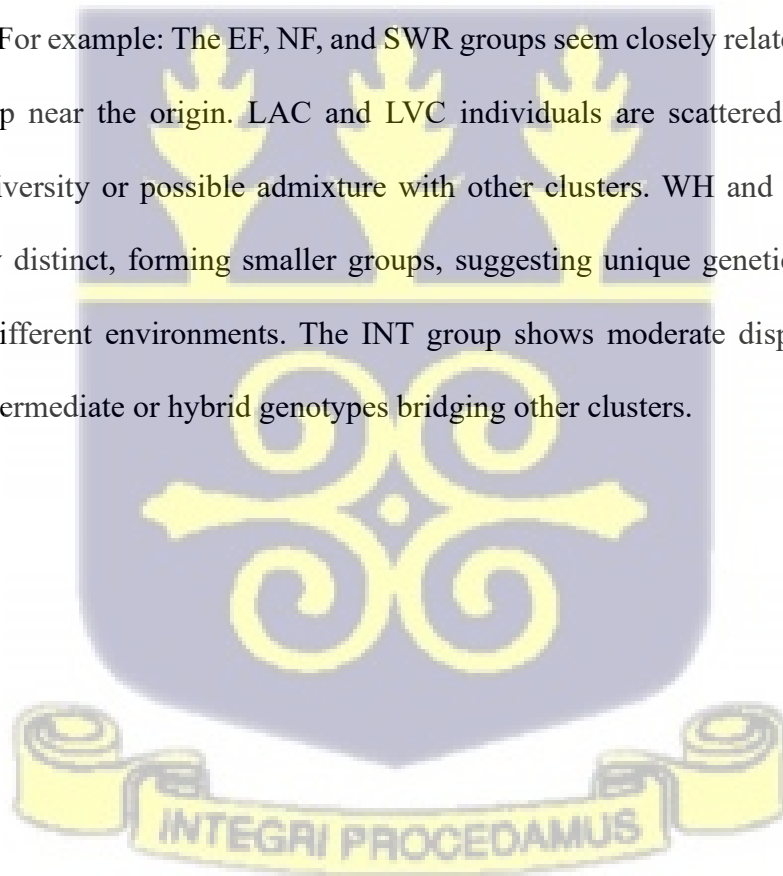 For example: The EF, NF, and SWR groups seem closely relate
p near the origin. LAC and LVC individuals are scattered
iversity or possible admixture with other clusters. WH and
distinct, forming smaller groups, suggesting unique geneti
ifferent environments. The INT group shows moderate disp
ermediate or hybrid genotypes bridging other clusters.
INTEGRI PROCEDAMUS